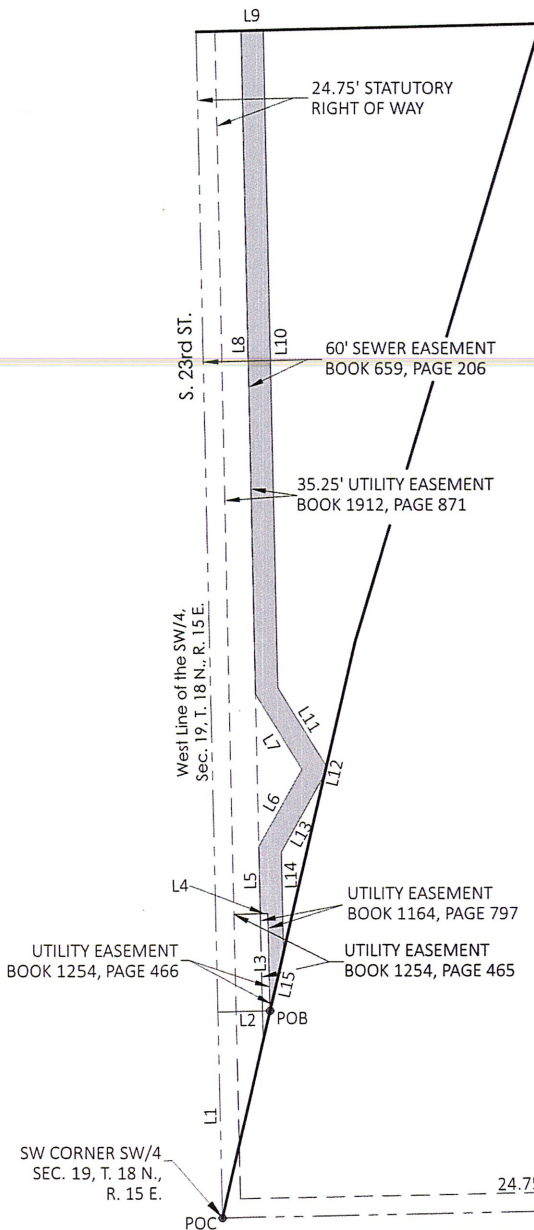 L9
24.75' STATUTORY
RIGHT OF WAY
S. 23rd ST.
L8
L10
60' SEWER EASEMENT
BOOK 659, PAGE 206
35.25' UTILITY EASEMENT
BOOK 1912, PAGE 871
West Line of the SW/4,
Sec. 19, T. 18 N., R. 15 E.
L11
L7
L12
L6
L13
L5
L14
L4
UTILITY EASEMENT
BOOK 1164, PAGE 797
UTILITY EASEMENT
BOOK 1254, PAGE 466
UTILITY EASEMENT
BOOK 1254, PAGE 465
L3
L15
L2
POB
L1
SW CORNER SW/4
SEC. 19, T. 18 N.,
R. 15 E.
24.75
POC